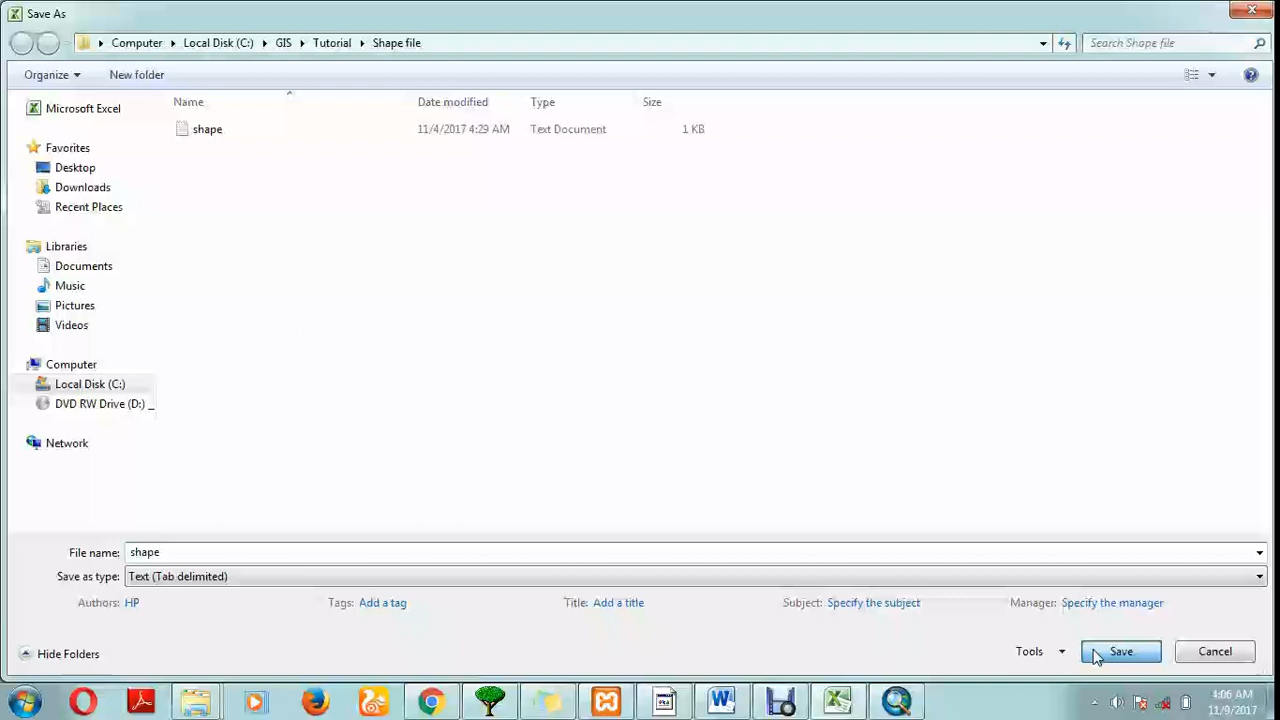 Save As
Computer Local Disk (C:) GIS Tutorial Shape file Search Shape file
Organize New folder
Microsoft Excel
Favorites
Desktop
Downloads
Recent Places
Libraries
Documents
Music
Pictures
Videos
Computer
Local Disk (C:)
DVD RW Drive (D:) _
Network
Name Date modified Type Size
shape 11/4/2017 4:29 AM Text Document 1 KB
File name: shape
Save as type: Text (Tab delimited)
Authors: HP Tags: Add a tag Title: Add a title Subject: Specify the subject Manager: Specify the manager
Hide Folders Tools Save Cancel
4:06 AM
11/9/2017